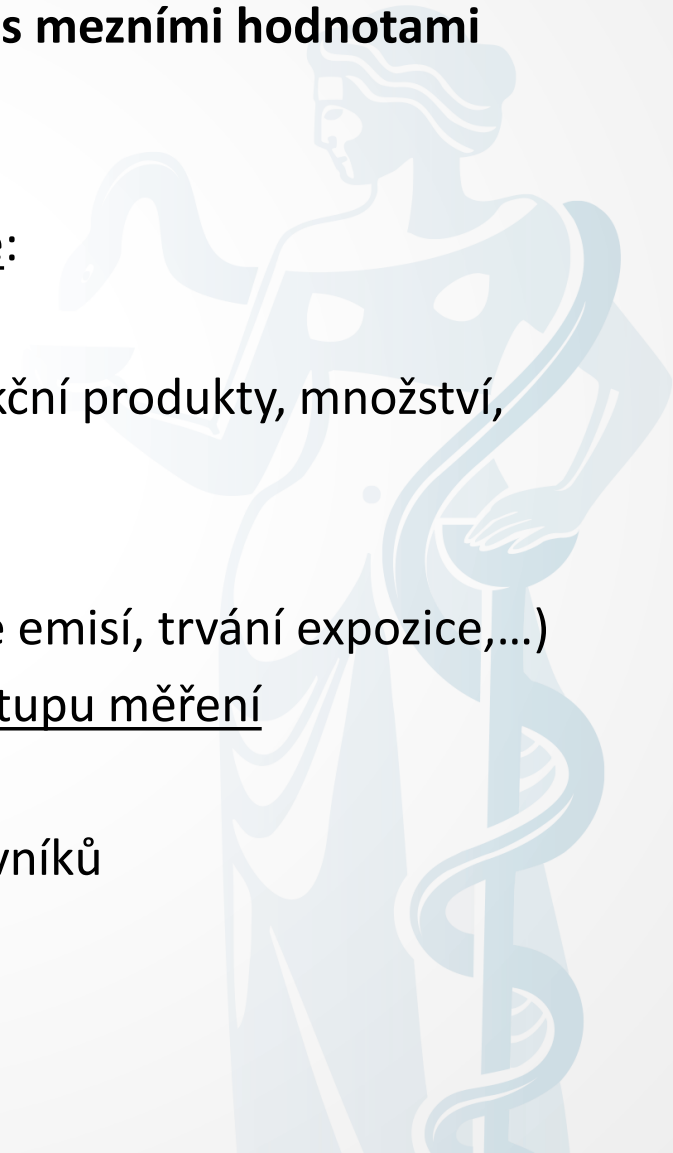 s mezními hodnotami
e:
kční produkty, množství,
e emisí, trvání expozice,…)
tupu měření
vníků